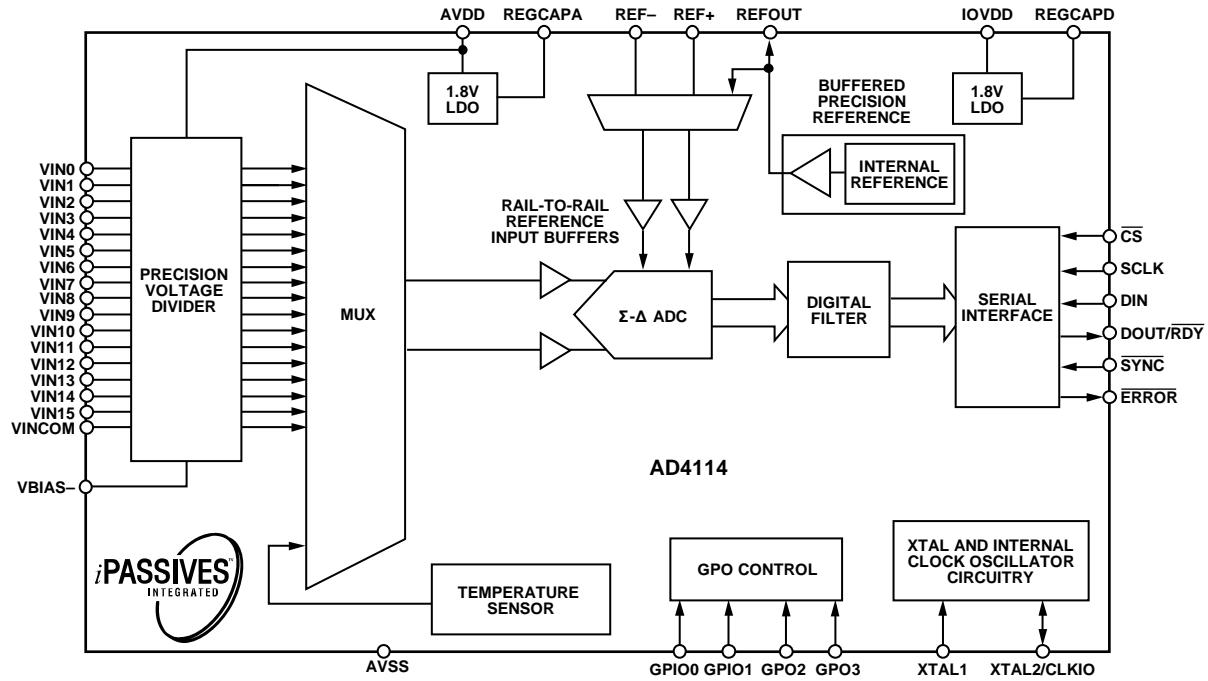 AVDD REGCAPA REF– REF+ REFOUT IOVDD REGCAPD
1.8V
LDO
BUFFERED
PRECISION
REFERENCE
1.8V
LDO
INTERNAL
REFERENCE
RAIL-TO-RAIL
REFERENCE
INPUT BUFFERS
VIN0
VIN1
VIN2
VIN3
VIN4
VIN5
VIN6
VIN7
VIN8
VIN9
VIN10
VIN11
VIN12
VIN13
VIN14
VIN15
VINCOM
VBIAS–
PRECISION
VOLTAGE
DIVIDER
MUX
Σ-Δ ADC
DIGITAL
FILTER
SERIAL
INTERFACE
CS
SCLK
DIN
DOUT/RDY
SYNC
ERROR
AD4114
iPASSIVES™
INTEGRATED
TEMPERATURE
SENSOR
GPO CONTROL
XTAL AND INTERNAL
CLOCK OSCILLATOR
CIRCUITRY
AVSS GPIO0 GPIO1 GPO2 GPO3 XTAL1 XTAL2/CLKIO